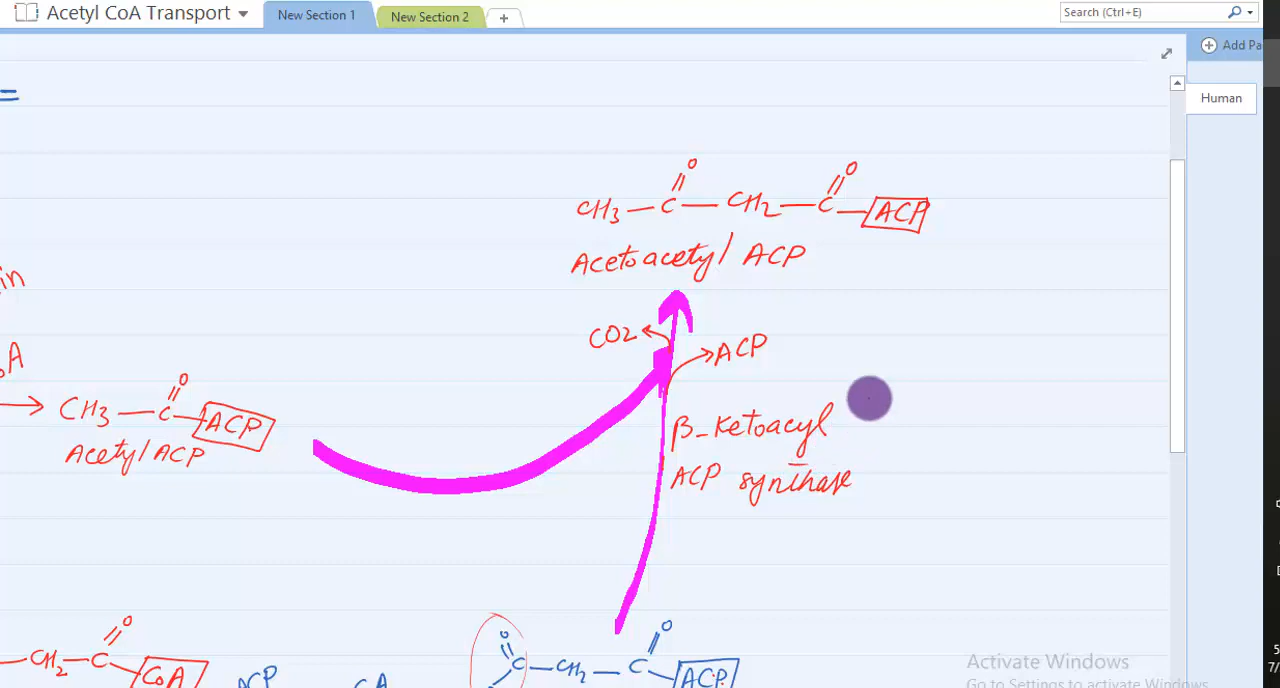 Acetyl CoA Transport
New Section 1
New Section 2
+
Search (Ctrl+E)
Add Pa
Human
=
O O
CH3 — C — CH2 — C — ACP
Acetoacetyl ACP
in
CO2
ACP
A
O
CH3 — C — ACP
Acetyl ACP
β-Ketoacyl
ACP synthase
O
CH2 — C
CoA
ACP
O O
C — CH2 — C
ACP
Activate Windows
Go to Settings to activate Windows